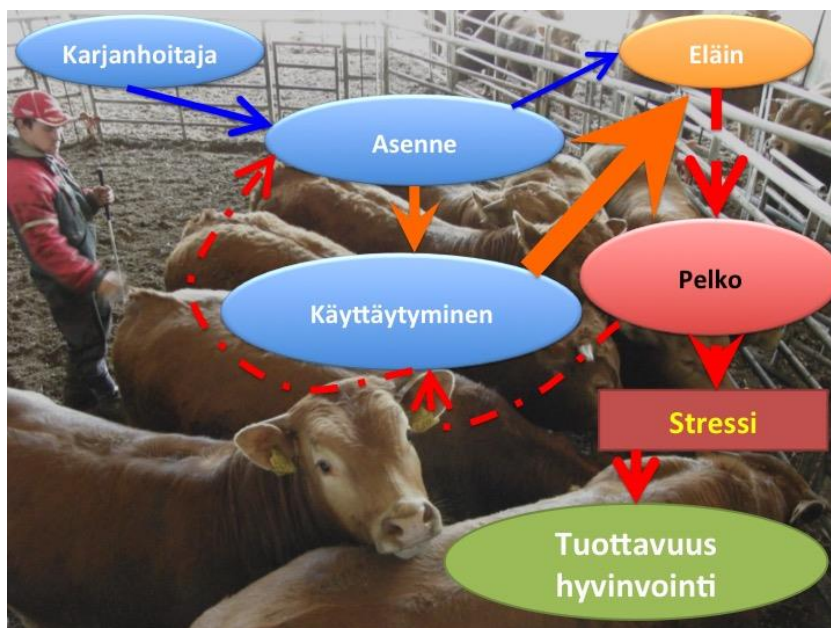 Karjanhoitaja
Eläin
Asenne
Käyttäytyminen
Pelko
Stressi
Tuottavuus
hyvinvointi